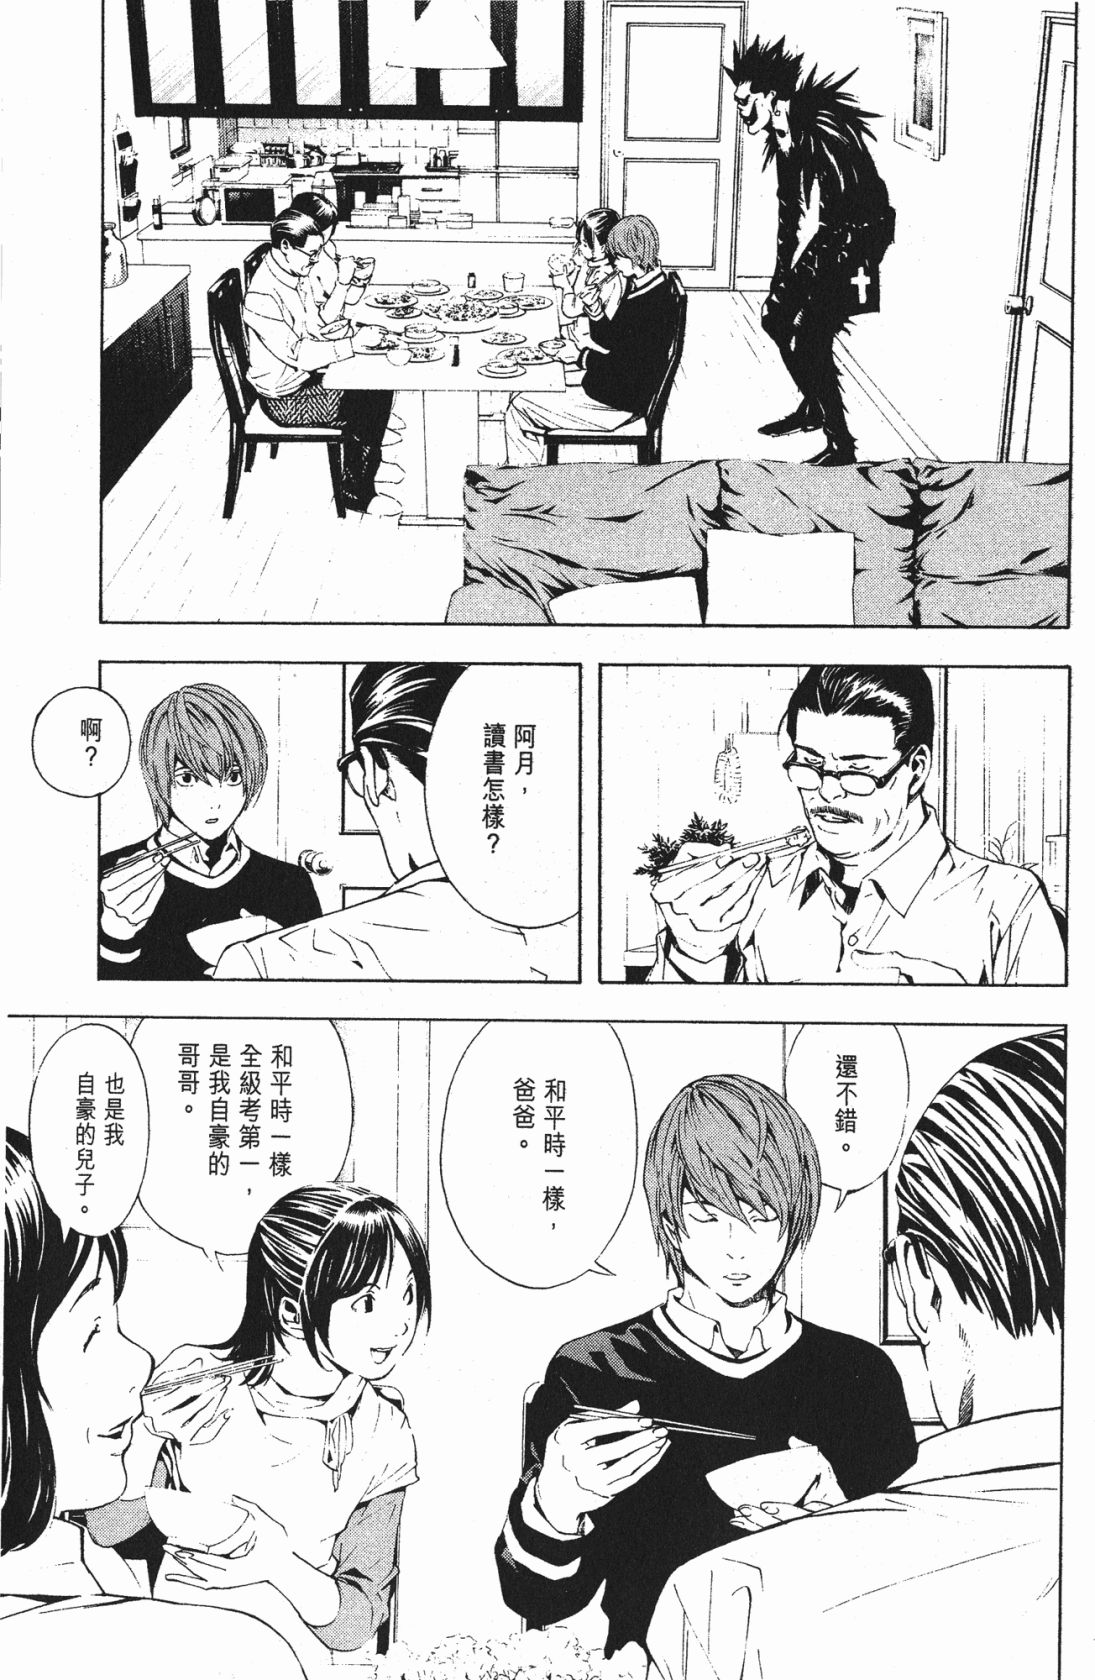 阿月，
讀書怎樣？
啊？
還不錯。
和平時一樣，
爸爸。
和平時一樣
全級考第一，
是我自豪的
哥哥。
也是我
自豪的兒子。